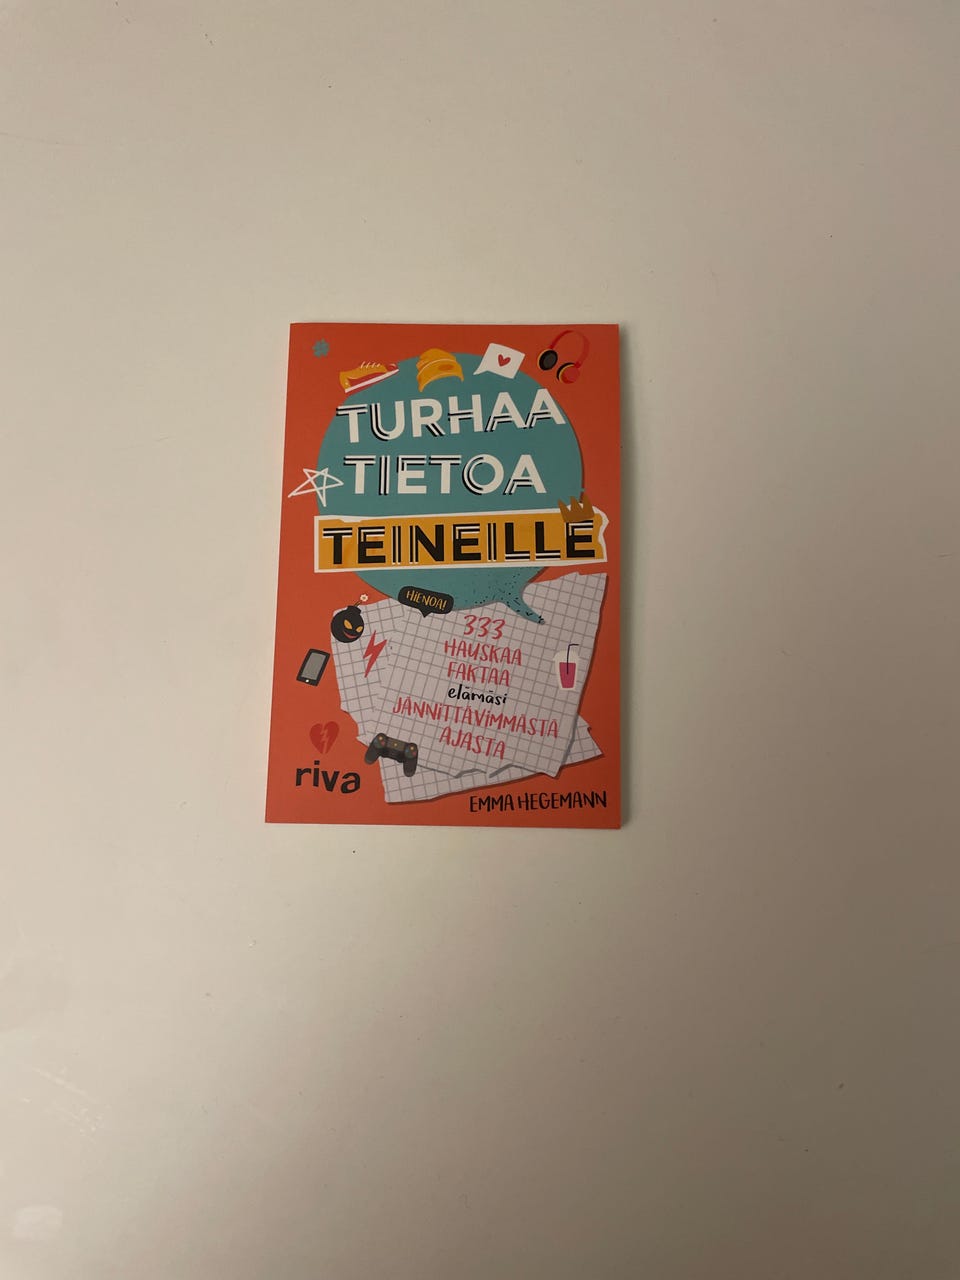 #
TURHAA
TIETOA
TEINEILLE
HIENOA!
333
HAUSKAA
FAKTAA
elämäsi
JÄNNITTÄVIMMÄSTÄ
AJASTA
riva
EMMA HEGEMANN